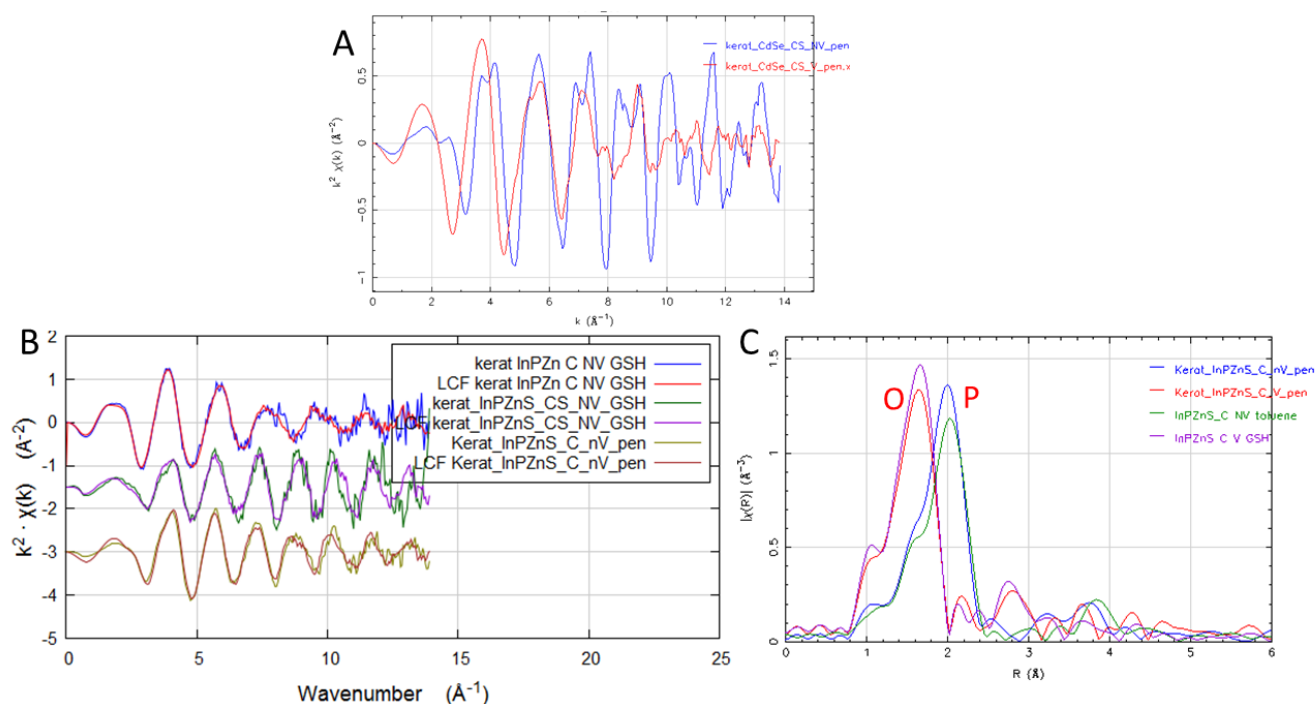 A
kerat_CdSe_CS_NV_pen
kerat_CdSe_CS_V_pen.x
k² χ(k) (Å⁻²)
0.5
0
-0.5
-1
0 2 4 6 8 10 12 14
k (Å⁻¹)
B
2
1
0
-1
-2
-3
-4
-5
k² · χ(k) (A⁻²)
kerat InPZn C NV GSH
LCF kerat InPZn C NV GSH
kerat_InPZnS_CS_NV_GSH
LCF kerat_InPZnS_CS_NV_GSH
Kerat_InPZnS_C_nV_pen
LCF Kerat_InPZnS_C_nV_pen
0 5 10 15 20 25
Wavenumber (Å⁻¹)
C
1.5
1
0.5
0
|χ(R)| (Å⁻³)
O P
Kerat_InPZnS_C_nV_pen
Kerat_InPZnS_C_V_pen
InPZnS_C NV toluene
InPZnS C V GSH
0 1 2 3 4 5 6
R (Å)